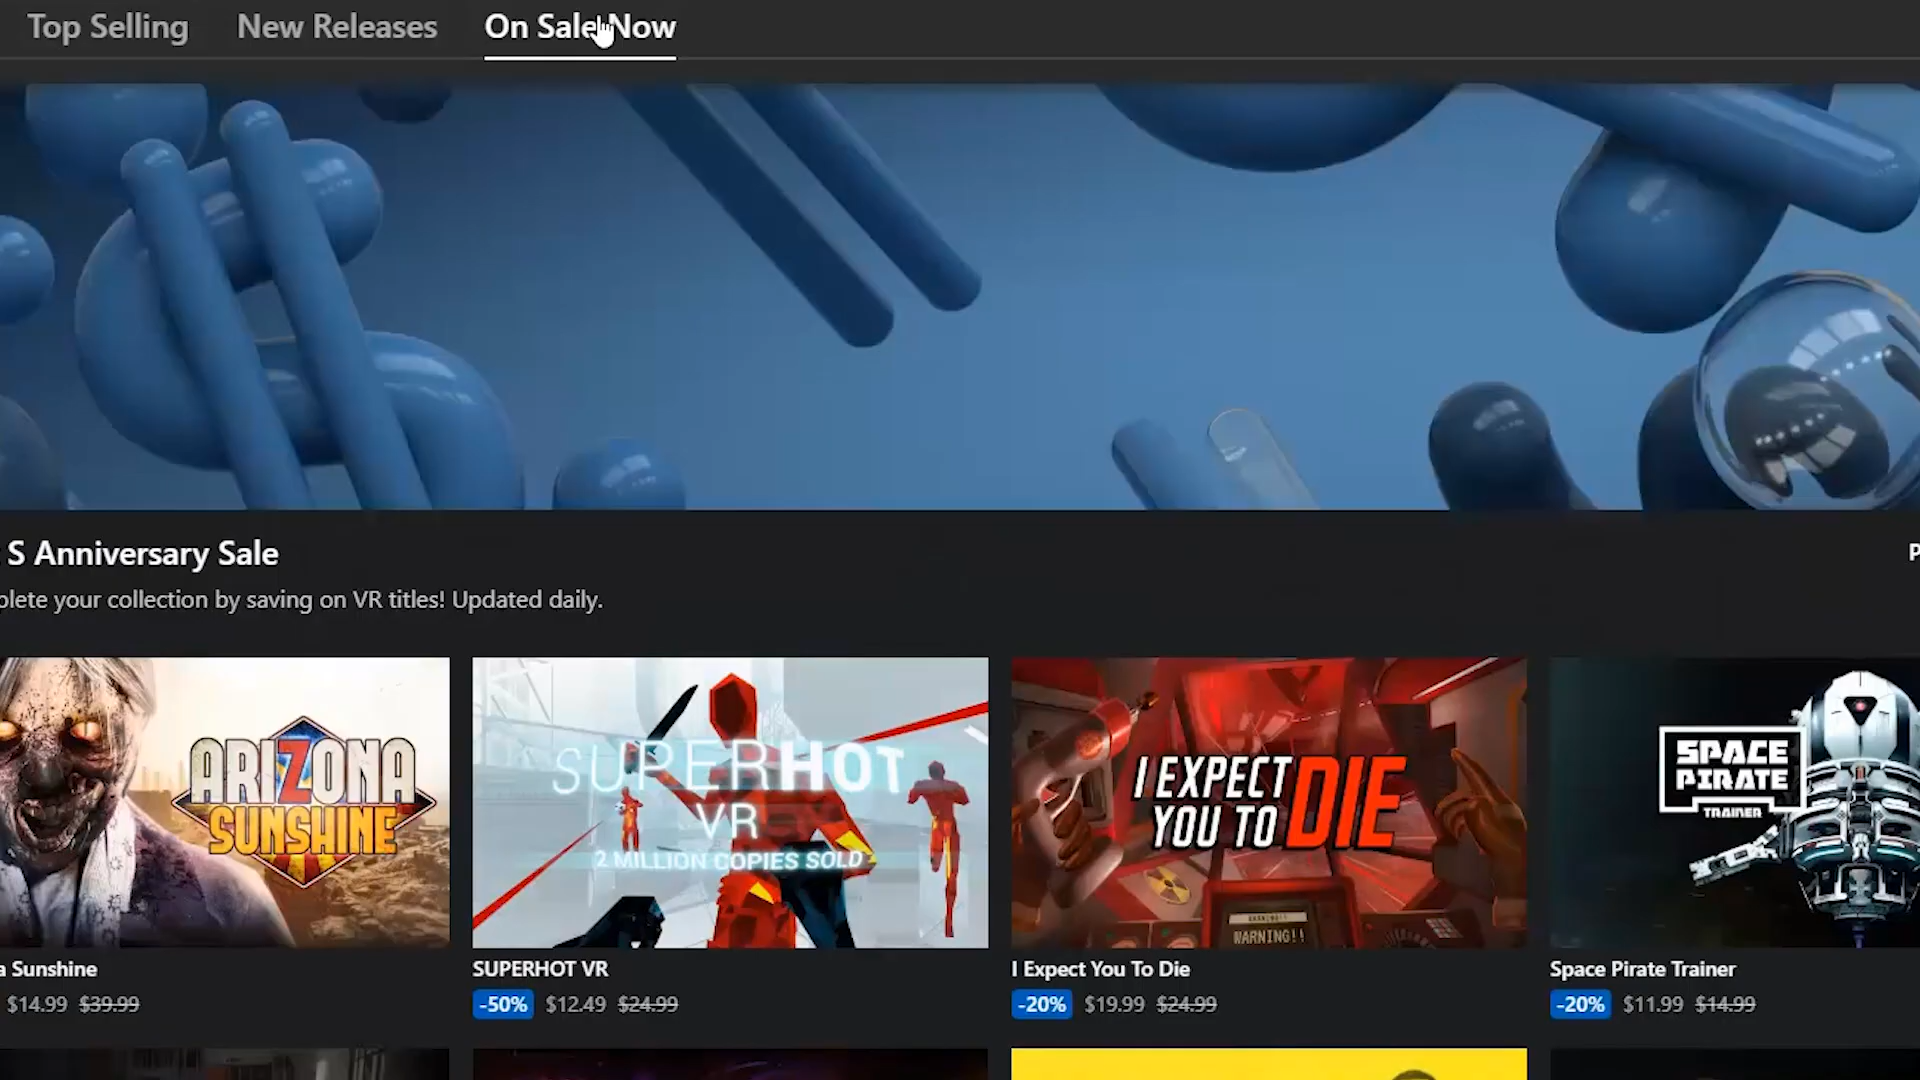 Top Selling New Releases On Sale Now
S Anniversary Sale P
plete your collection by saving on VR titles! Updated daily.
ARIZONA
SUNSHINE
SUPERHOT
VR
2 MILLION COPIES SOLD
I EXPECT
YOU TO DIE
WARNING!!
WARNING!!
SPACE
PIRATE
TRAINER
a Sunshine
$14.99 $39.99
SUPERHOT VR
-50% $12.49 $24.99
I Expect You To Die
-20% $19.99 $24.99
Space Pirate Trainer
-20% $11.99 $14.99